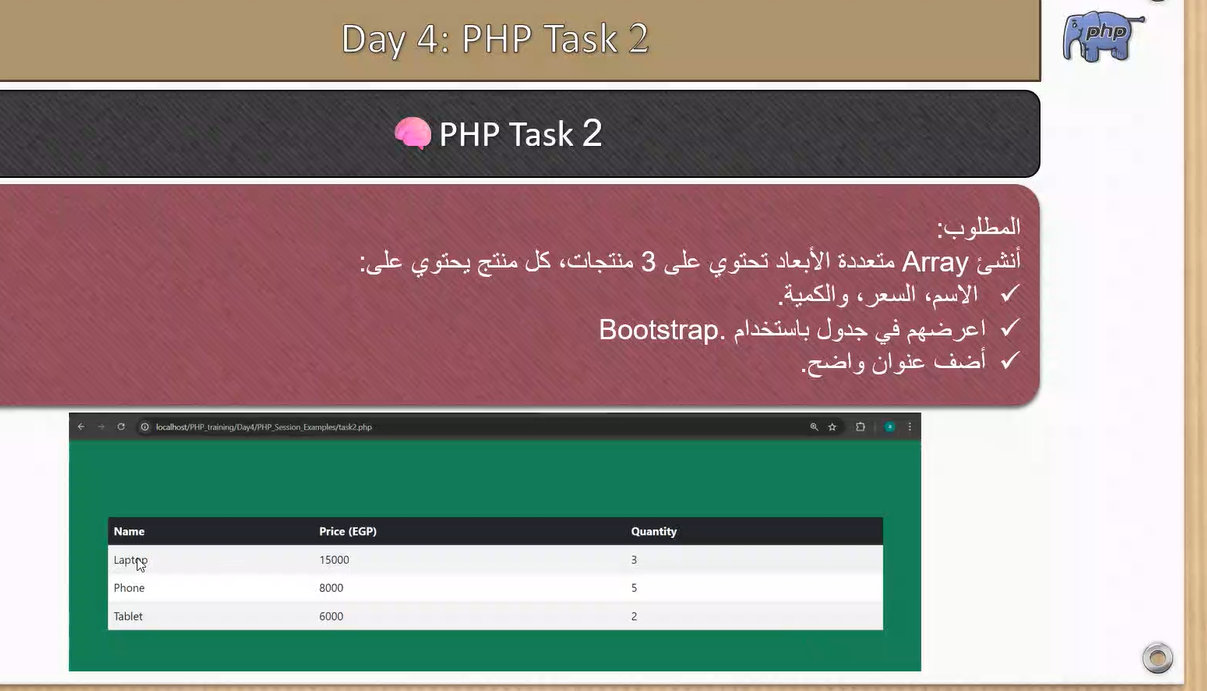 Day 4: PHP Task 2
php
PHP Task 2
المطلوب:
أنشئ Array متعددة الأبعاد تحتوي على 3 منتجات، كل منتج يحتوي على:
✓ الاسم، السعر، والكمية.
✓ اعرضهم في جدول باستخدام .Bootstrap
✓ أضف عنوان واضح.
localhost/PHP_training/Day4/PHP_Session_Examples/task2.php
Name Price (EGP) Quantity
Laptop 15000 3
Phone 8000 5
Tablet 6000 2